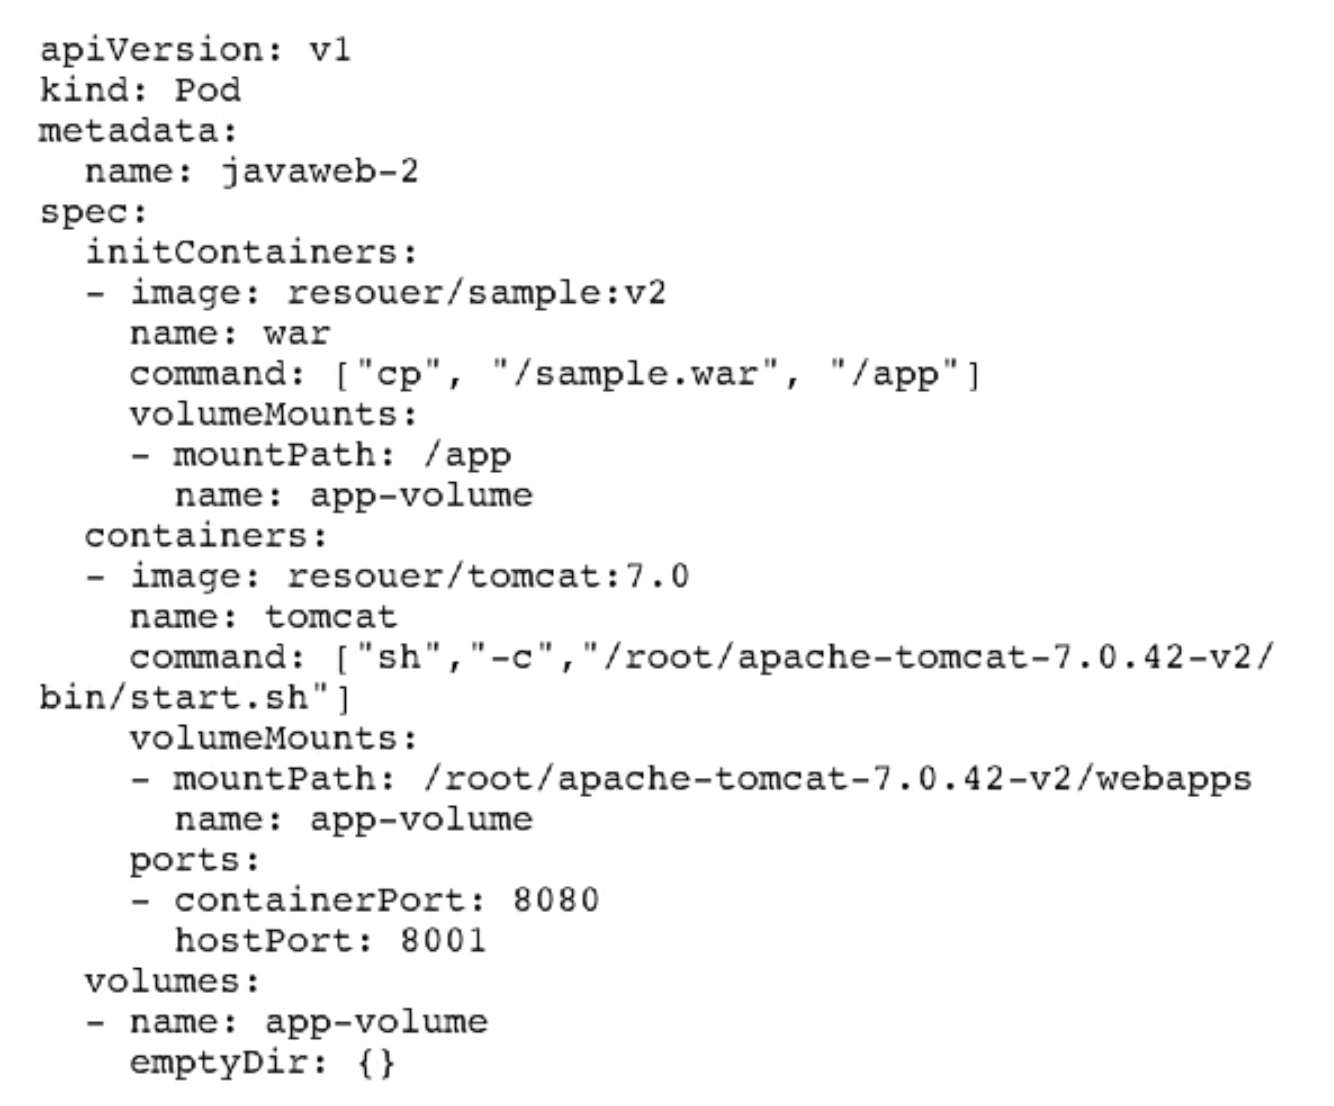 apiVersion: v1
kind: Pod
metadata:
  name: javaweb-2
spec:
  initContainers:
  - image: resouer/sample:v2
    name: war
    command: ["cp", "/sample.war", "/app"]
    volumeMounts:
    - mountPath: /app
      name: app-volume
  containers:
  - image: resouer/tomcat:7.0
    name: tomcat
    command: ["sh","-c","/root/apache-tomcat-7.0.42-v2/
bin/start.sh"]
    volumeMounts:
    - mountPath: /root/apache-tomcat-7.0.42-v2/webapps
      name: app-volume
    ports:
    - containerPort: 8080
      hostPort: 8001
  volumes:
  - name: app-volume
    emptyDir: {}